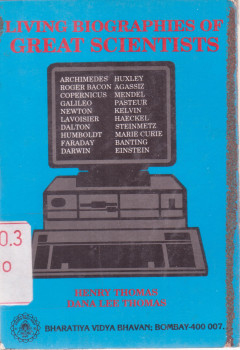 LIVING BIOGRAPHIES OF
GREAT SCIENTISTS
ARCHIMEDES HUXLEY
ROGER BACON AGASSIZ
COPERNICUS MENDEL
GALILEO PASTEUR
NEWTON KELVIN
LAVOISIER HAECKEL
DALTON STEINMETZ
HUMBOLDT MARIE CURIE
FARADAY BANTING
DARWIN EINSTEIN
0.3
O
HENRY THOMAS
DANA LEE THOMAS
BHARATIYA VIDYA BHAVAN: BOMBAY-400 007.